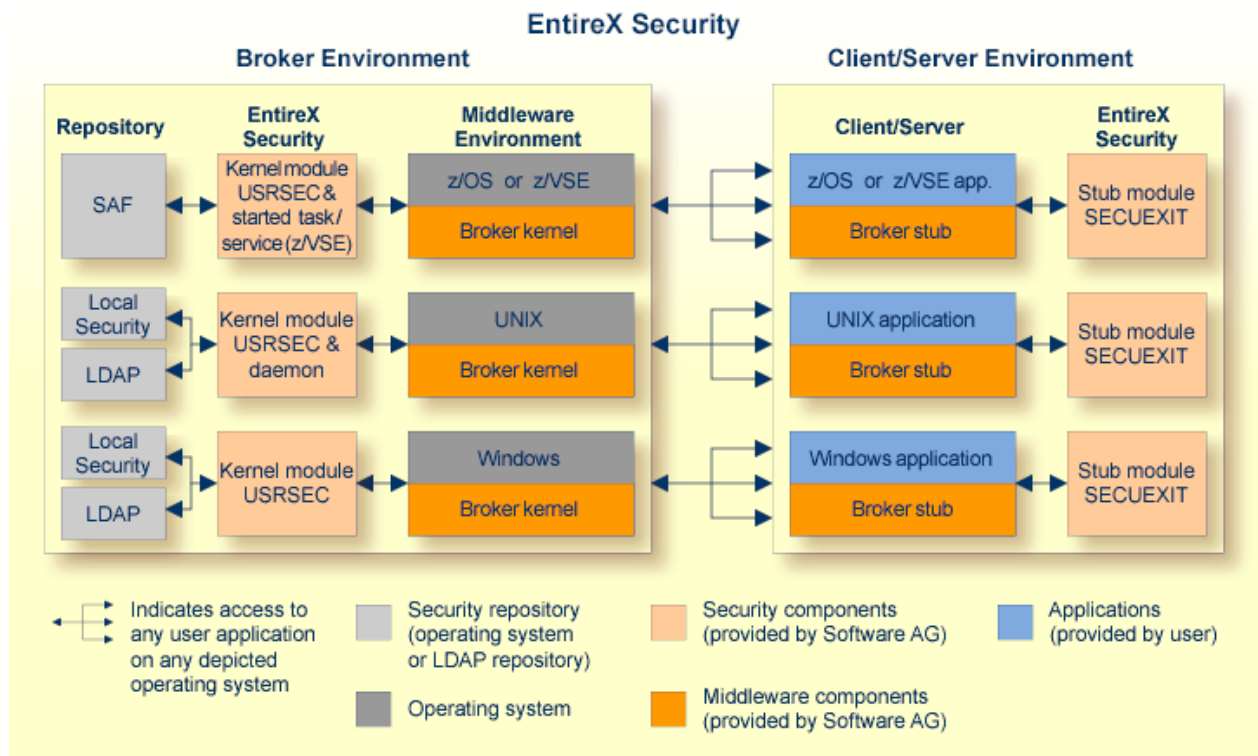 EntireX Security
Broker Environment
Client/Server Environment
Repository
EntireX
Security
Middleware
Environment
Client/Server
EntireX
Security
SAF
Kernel module
USRSEC &
started task/
service (z/VSE)
z/OS or z/VSE
Broker kernel
z/OS or z/VSE app.
Broker stub
Stub module
SECUEXIT
Local
Security
LDAP
Kernel module
USRSEC &
daemon
UNIX
Broker kernel
UNIX application
Broker stub
Stub module
SECUEXIT
Local
Security
LDAP
Kernel module
USRSEC
Windows
Broker kernel
Windows application
Broker stub
Stub module
SECUEXIT
Indicates access to
any user application
on any depicted
operating system
Security repository
(operating system
or LDAP repository)
Operating system
Security components
(provided by Software AG)
Middleware components
(provided by Software AG)
Applications
(provided by user)